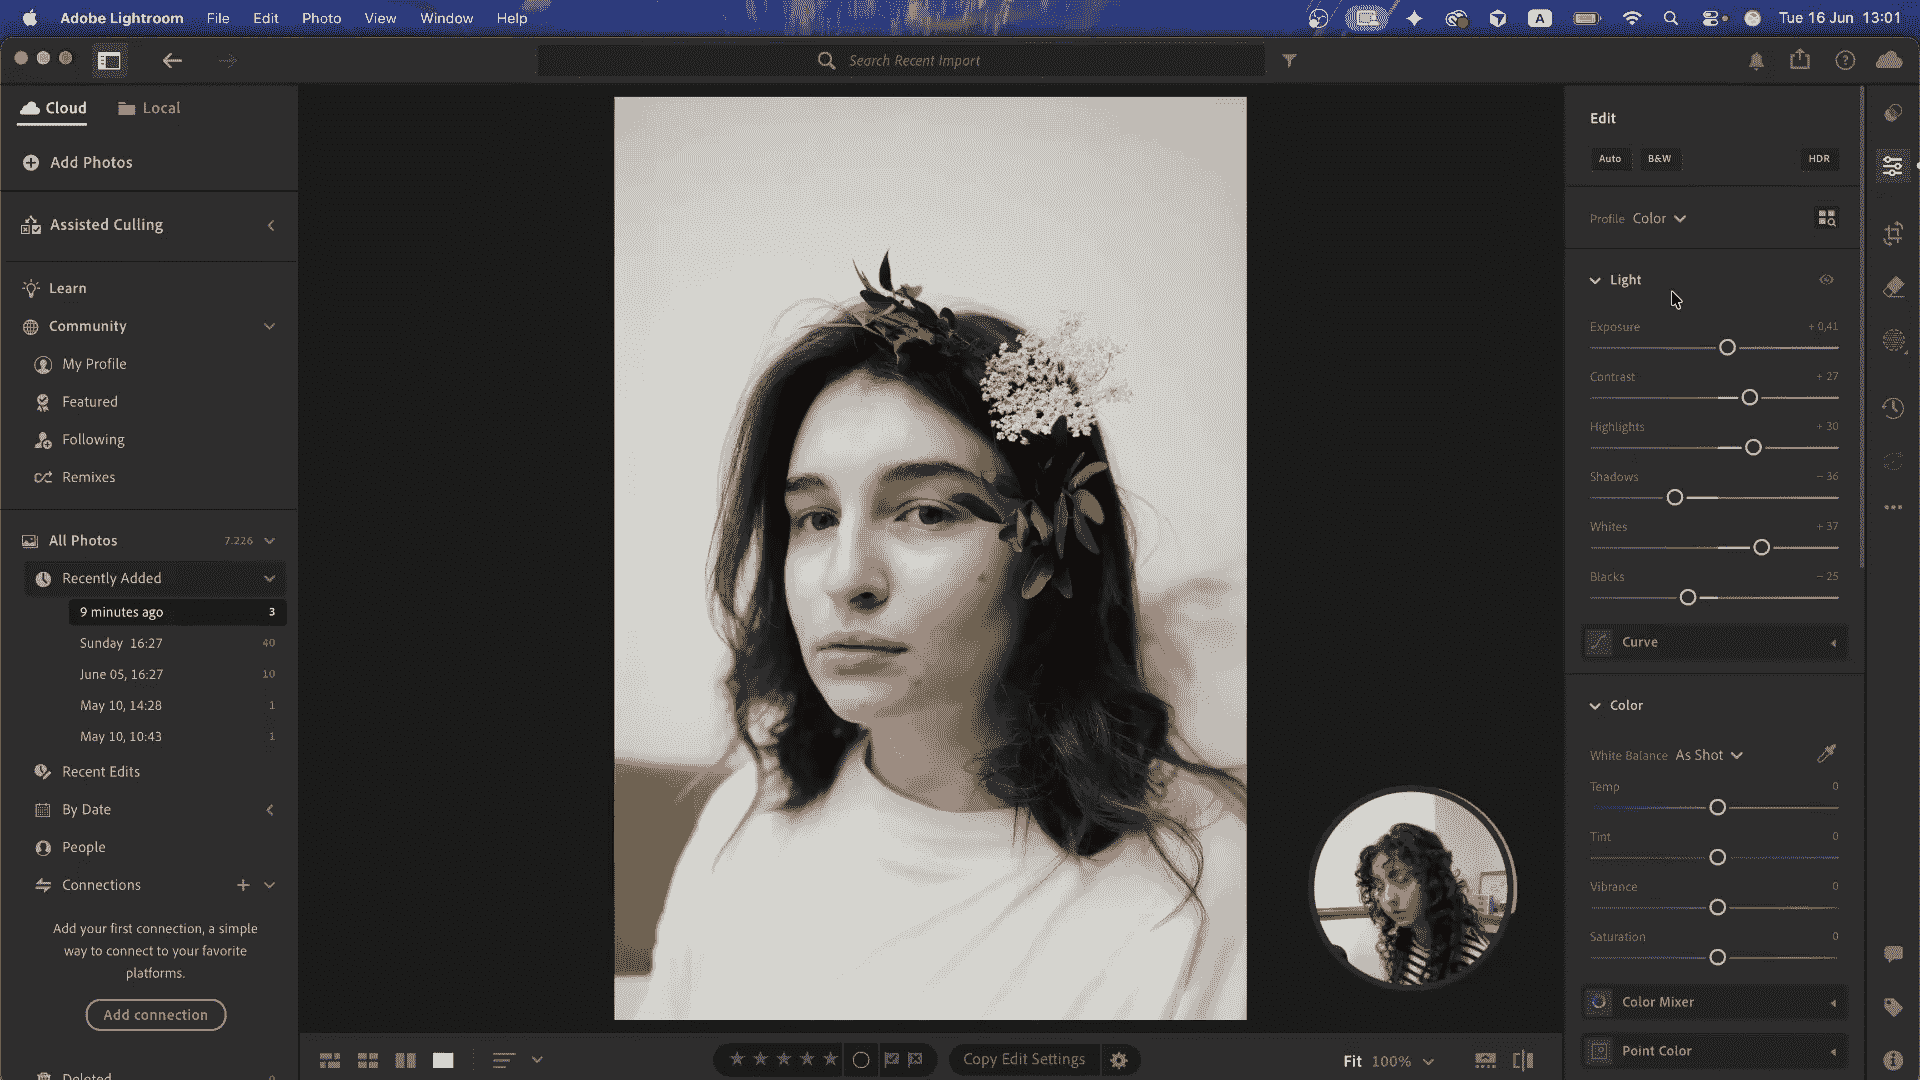 Adobe Lightroom File Edit Photo View Window Help
A
Tue 16 Jun 13:01
Search Recent Import
Cloud Local
Add Photos
Assisted Culling
Learn
Community
My Profile
Featured
Following
Remixes
All Photos 7.226
Recently Added
9 minutes ago 3
Sunday 16:27 40
June 05, 16:27 10
May 10, 14:28 1
May 10, 10:43 1
Recent Edits
By Date
People
Connections
Add your first connection, a simple
way to connect to your favorite
platforms.
Add connection
Deleted 0
Copy Edit Settings
Fit 100%
Edit
Auto B&W HDR
Profile Color
Light
Exposure + 0,41
Contrast + 27
Highlights + 30
Shadows − 36
Whites + 37
Blacks − 25
Curve
Color
White Balance As Shot
Temp 0
Tint 0
Vibrance 0
Saturation 0
Color Mixer
Point Color